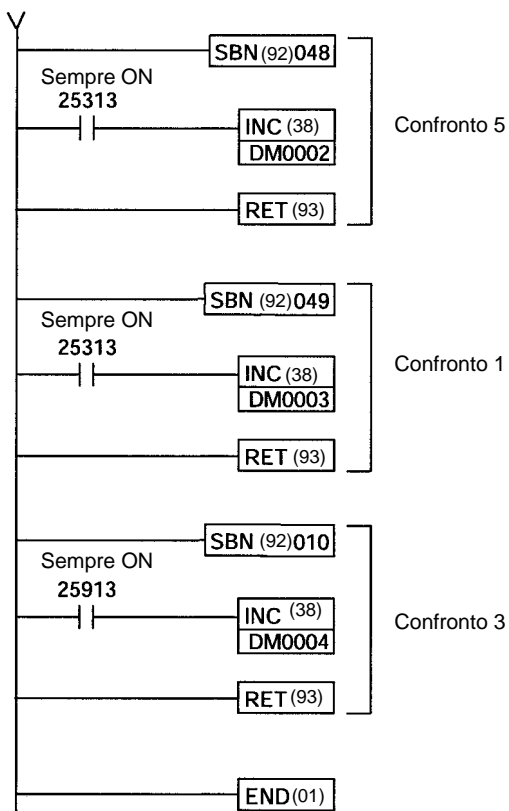 SBN (92) 048
Sempre ON
25313
INC (38)
DM0002
Confronto 5
RET (93)
SBN (92) 049
Sempre ON
25313
INC (38)
DM0003
Confronto 1
RET (93)
SBN (92) 010
Sempre ON
25913
INC (38)
DM0004
Confronto 3
RET (93)
END (01)